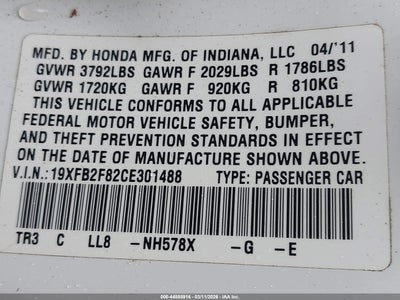 MFD. BY HONDA MFG. OF INDIANA, LLC 04/'11
GVWR 3792LBS GAWR F 2029LBS R 1786LBS
GVWR 1720KG GAWR F 920KG R 810KG
THIS VEHICLE CONFORMS TO ALL APPLICABLE
FEDERAL MOTOR VEHICLE SAFETY, BUMPER,
AND THEFT PREVENTION STANDARDS IN EFFECT
ON THE DATE OF MANUFACTURE SHOWN ABOVE.
V.I.N.: 19XFB2F82CE301488 TYPE: PASSENGER CAR
TR3 C LL8 -NH578X -G -E